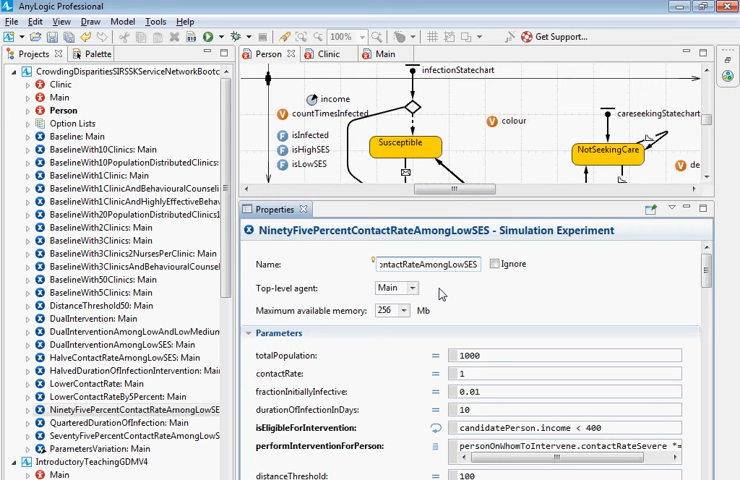 AnyLogic Professional
File Edit View Draw Model Tools Help
100% Get Support...
Projects Palette
CrowdingDisparitiesSIRSSKServiceNetworkBootc
Clinic
Main
Person
Option Lists
Baseline: Main
BaselineWith10Clinics: Main
BaselineWith10PopulationDistributedClinics: Main
BaselineWith1Clinic: Main
BaselineWith1ClinicAndBehaviouralCounseli
BaselineWith1ClinicAndHighlyEffectiveBeha
BaselineWith20PopulationDistributedClinics1
BaselineWith2Clinics: Main
BaselineWith3Clinics: Main
BaselineWith3Clinics2NursesPerClinic: Main
BaselineWith50Clinics: Main
BaselineWith5Clinics: Main
DistanceThreshold50: Main
DualIntervention: Main
DualInterventionAmongLowAndLowMedium
DualInterventionAmongLowSES: Main
HalveContactRateAmongLowSES: Main
HalvedDurationOfInfectionIntervention: Main
LowerContactRate: Main
LowerContactRateBy5Percent: Main
NinetyFivePercentContactRateAmongLowSE
QuarteredDurationOfInfection: Main
SeventyFivePercentContactRateAmongLowS
ParametersVariation: Main
IntroductoryTeachingGDMV4
Main
Person Clinic Main
infectionStatechart
income
countTimesInfected
careseekingStatechart
colour
isInfected
isHighSES
isLowSES
Susceptible
NotSeekingCare
de
Properties
NinetyFivePercentContactRateAmongLowSES - Simulation Experiment
Name: ontactRateAmongLowSES Ignore
Top-level agent: Main
Maximum available memory: 256 Mb
Parameters
totalPopulation: = 1000
contactRate: = 1
fractionInitiallyInfective: = 0.01
durationOfInfectionInDays: = 10
isEligibleForIntervention: candidatePerson.income < 400
performInterventionForPerson: personOnWhomToIntervene.contactRateSevere *=
distanceThreshold: = 100